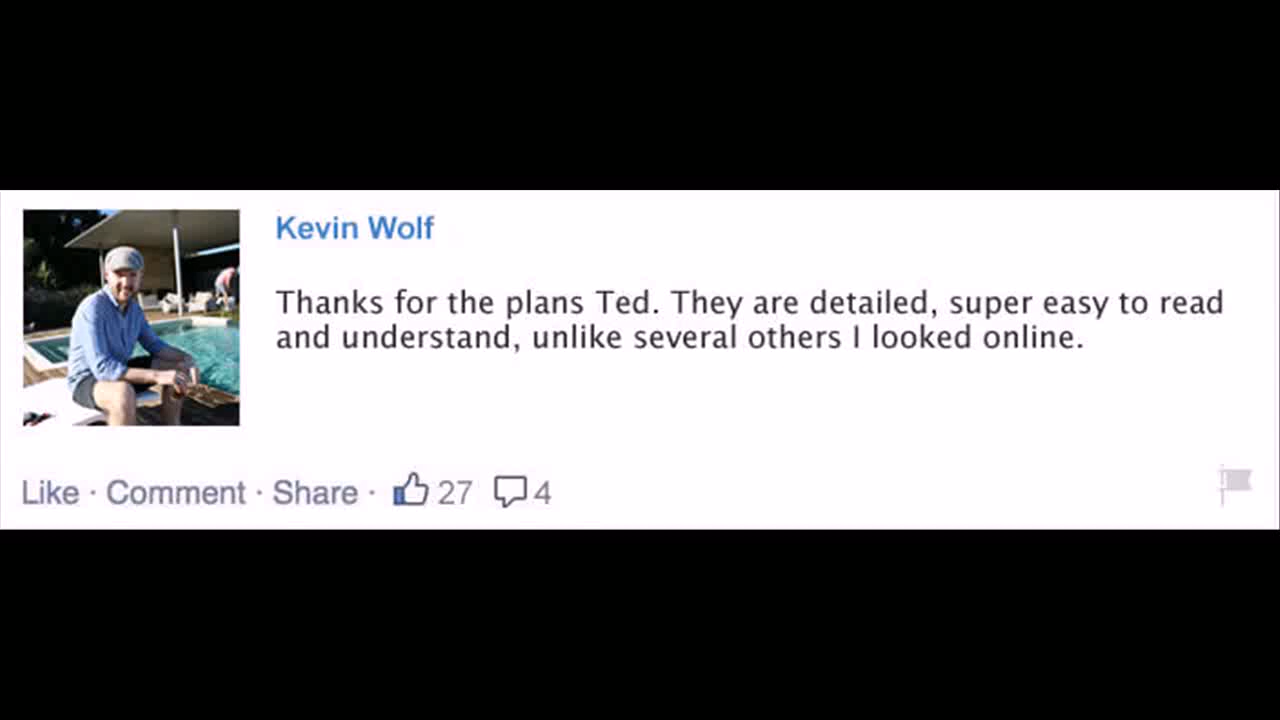 Kevin Wolf
Thanks for the plans Ted. They are detailed, super easy to read
and understand, unlike several others I looked online.
Like · Comment · Share · 27 4